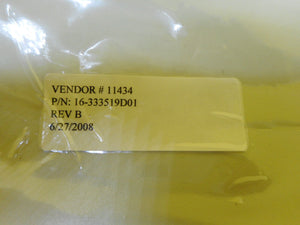 VENDOR # 11434
P/N: 16-333519D01
REV B
6/27/2008